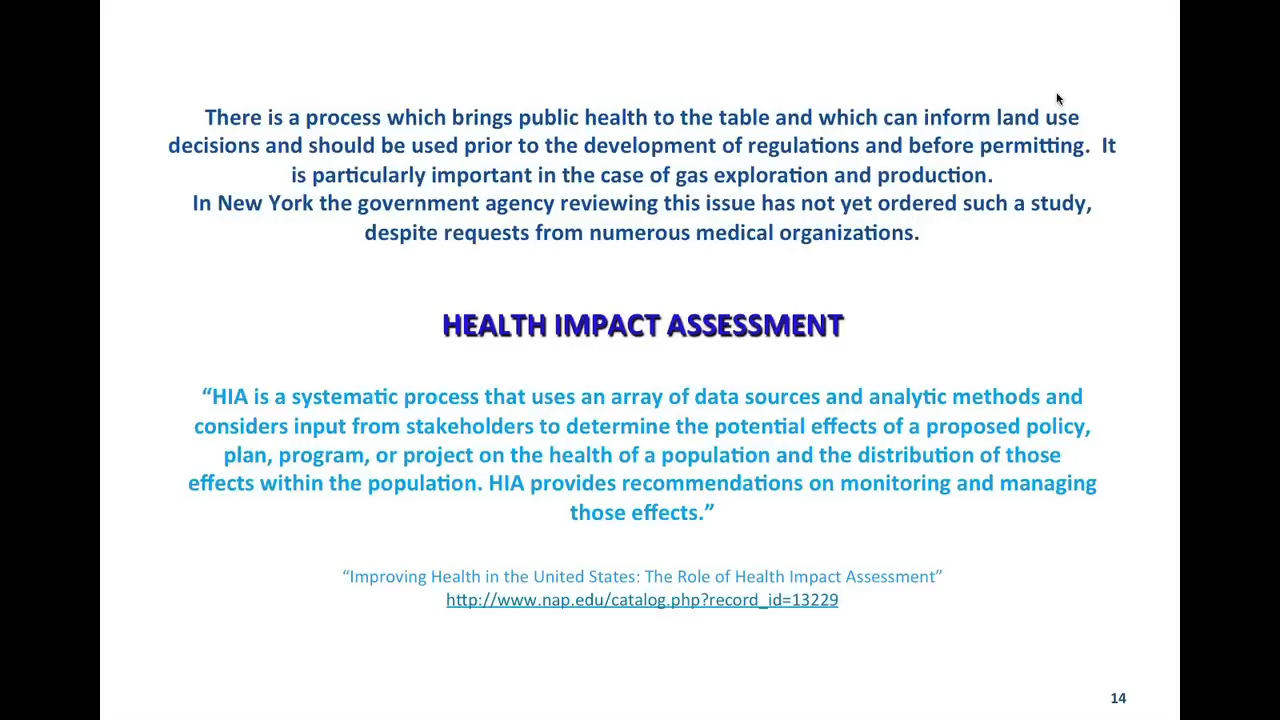 There is a process which brings public health to the table and which can inform land use
decisions and should be used prior to the development of regulations and before permitting.  It
is particularly important in the case of gas exploration and production.
In New York the government agency reviewing this issue has not yet ordered such a study,
despite requests from numerous medical organizations.
HEALTH IMPACT ASSESSMENT
“HIA is a systematic process that uses an array of data sources and analytic methods and
considers input from stakeholders to determine the potential effects of a proposed policy,
plan, program, or project on the health of a population and the distribution of those
effects within the population. HIA provides recommendations on monitoring and managing
those effects.”
“Improving Health in the United States: The Role of Health Impact Assessment”
http://www.nap.edu/catalog.php?record_id=13229
14